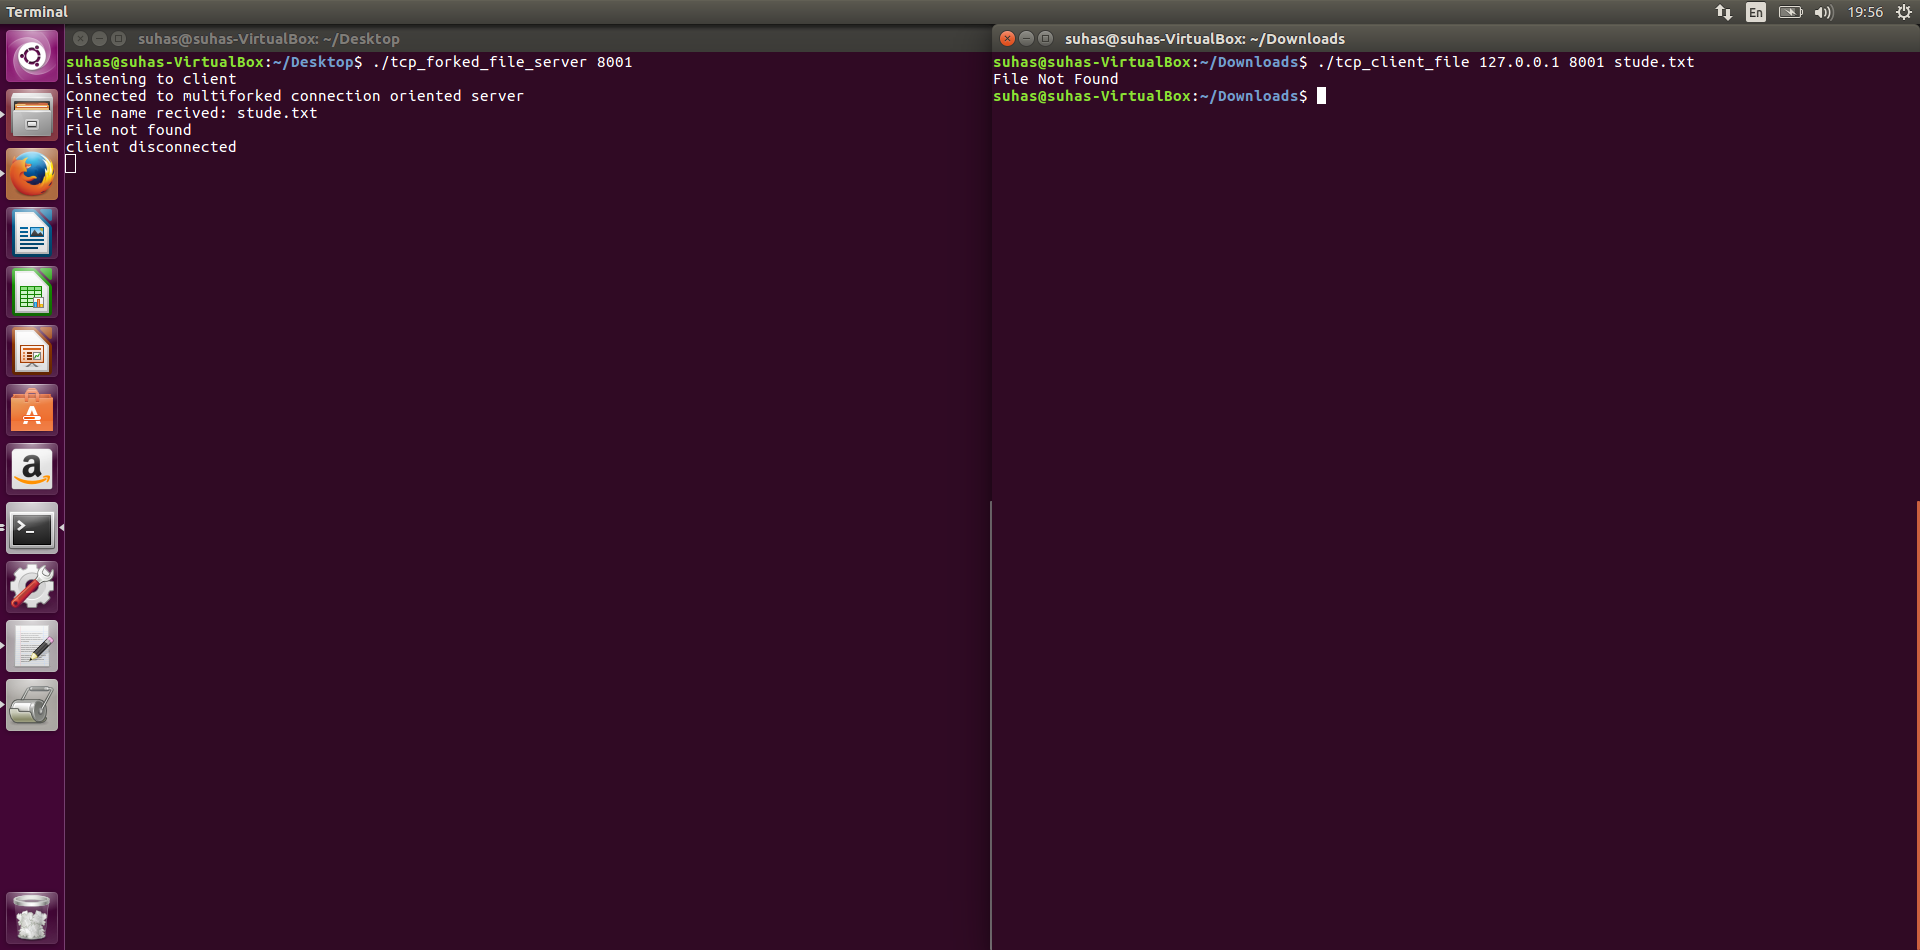 Terminal
En
19:56
suhas@suhas-VirtualBox: ~/Desktop
suhas@suhas-VirtualBox:~/Desktop$ ./tcp_forked_file_server 8001
Listening to client
Connected to multiforked connection oriented server
File name recived: stude.txt
File not found
client disconnected
suhas@suhas-VirtualBox: ~/Downloads
suhas@suhas-VirtualBox:~/Downloads$ ./tcp_client_file 127.0.0.1 8001 stude.txt
File Not Found
suhas@suhas-VirtualBox:~/Downloads$